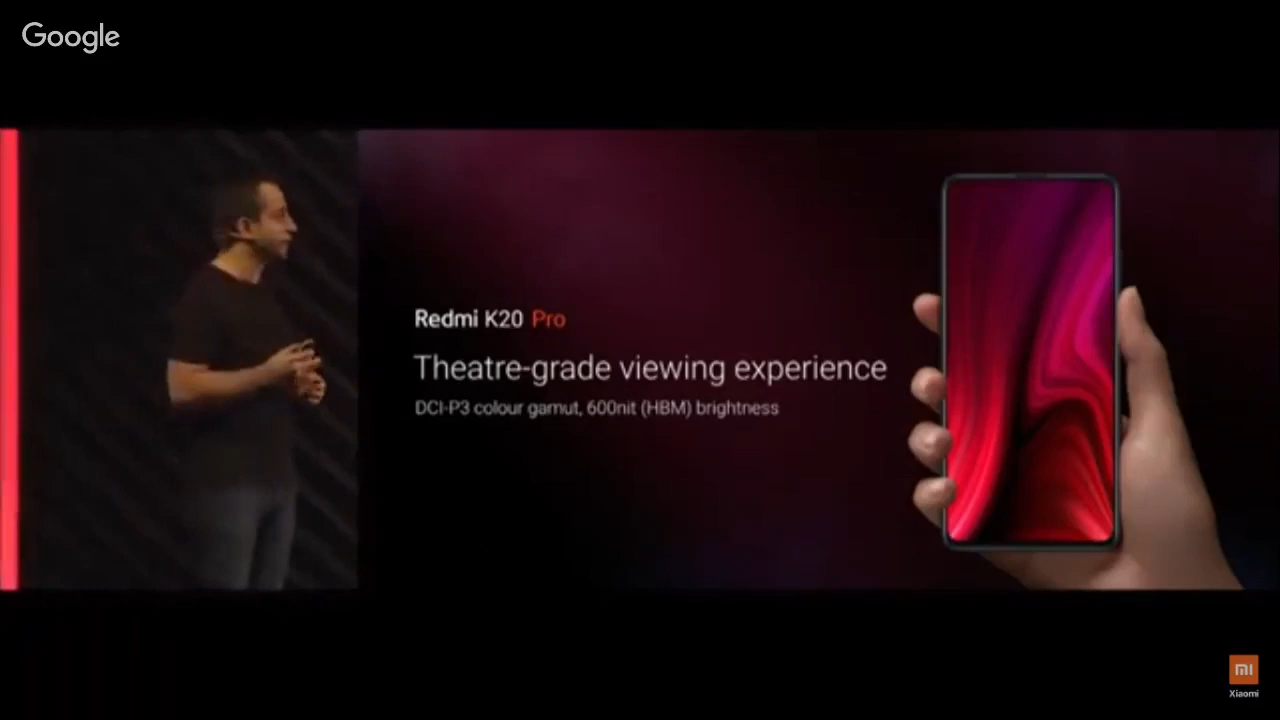 Google
Redmi K20 Pro
Theatre-grade viewing experience
DCI-P3 colour gamut, 600nit (HBM) brightness
mi
Xiaomi